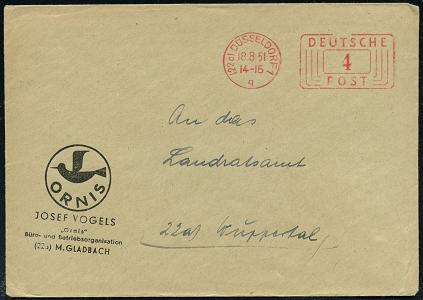 (22a) DÜSSELDORF 1
18.8.51
14-15
q
DEUTSCHE
4
POST
An das
Landratsamt
22a) Wuppertal
ORNIS
JOSEF VOGELS
„Ornis"
Büro- und Betriebsorganisation
(22a) M.GLADBACH